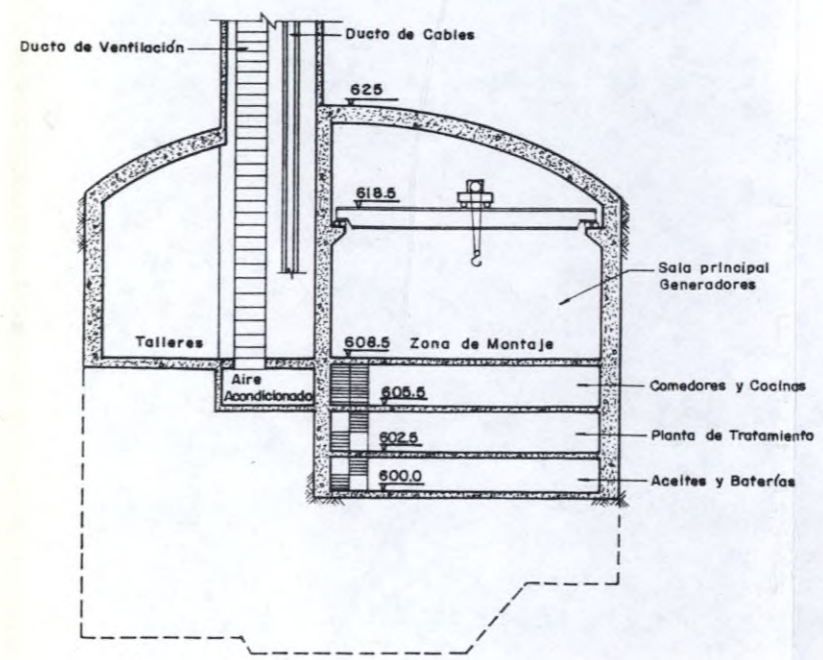 Ducto de Ventilación
Ducto de Cables
625
618.5
Sala principal
Generadores
Talleres
608.5
Zona de Montaje
Aire
Acondicionado
605.5
Comedores y Cocinas
602.5
Planta de Tratamiento
600.0
Aceites y Baterías